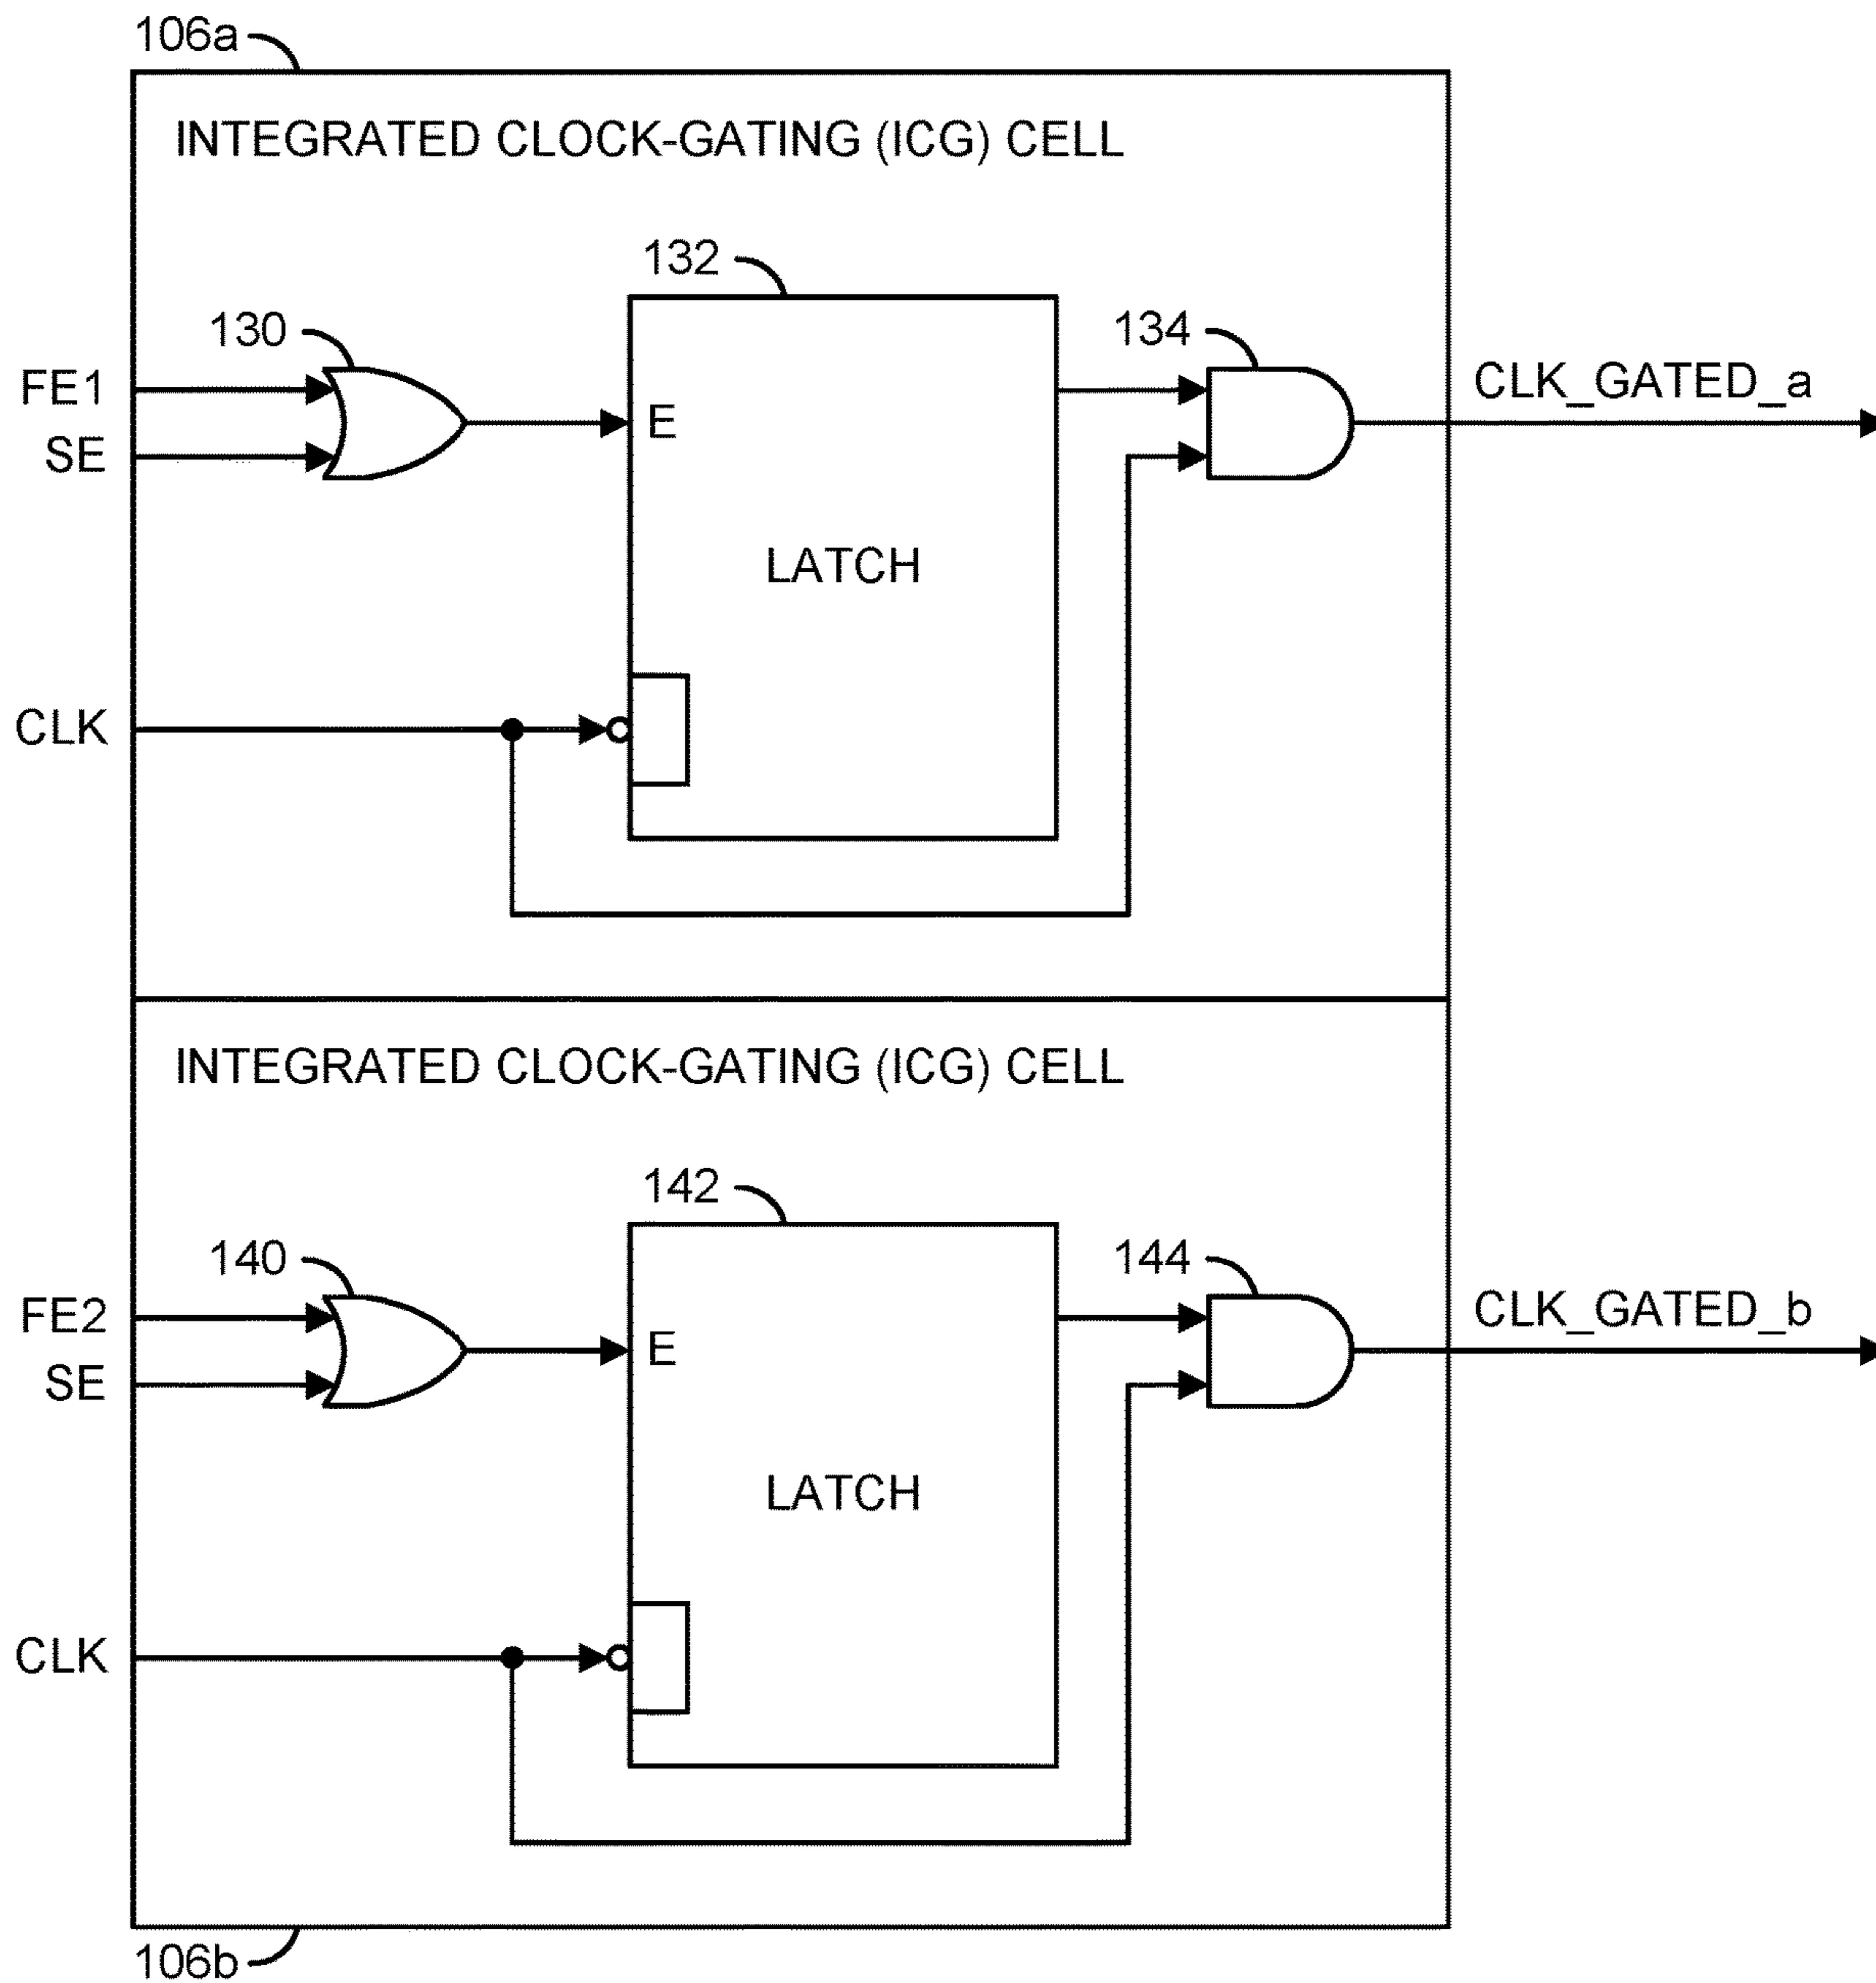 106a
INTEGRATED CLOCK-GATING (ICG) CELL
132
130
134
FE1
CLK_GATED_a
E
SE
LATCH
CLK
INTEGRATED CLOCK-GATING (ICG) CELL
142
140
144
FE2
CLK_GATED_b
E
SE
LATCH
CLK
106b